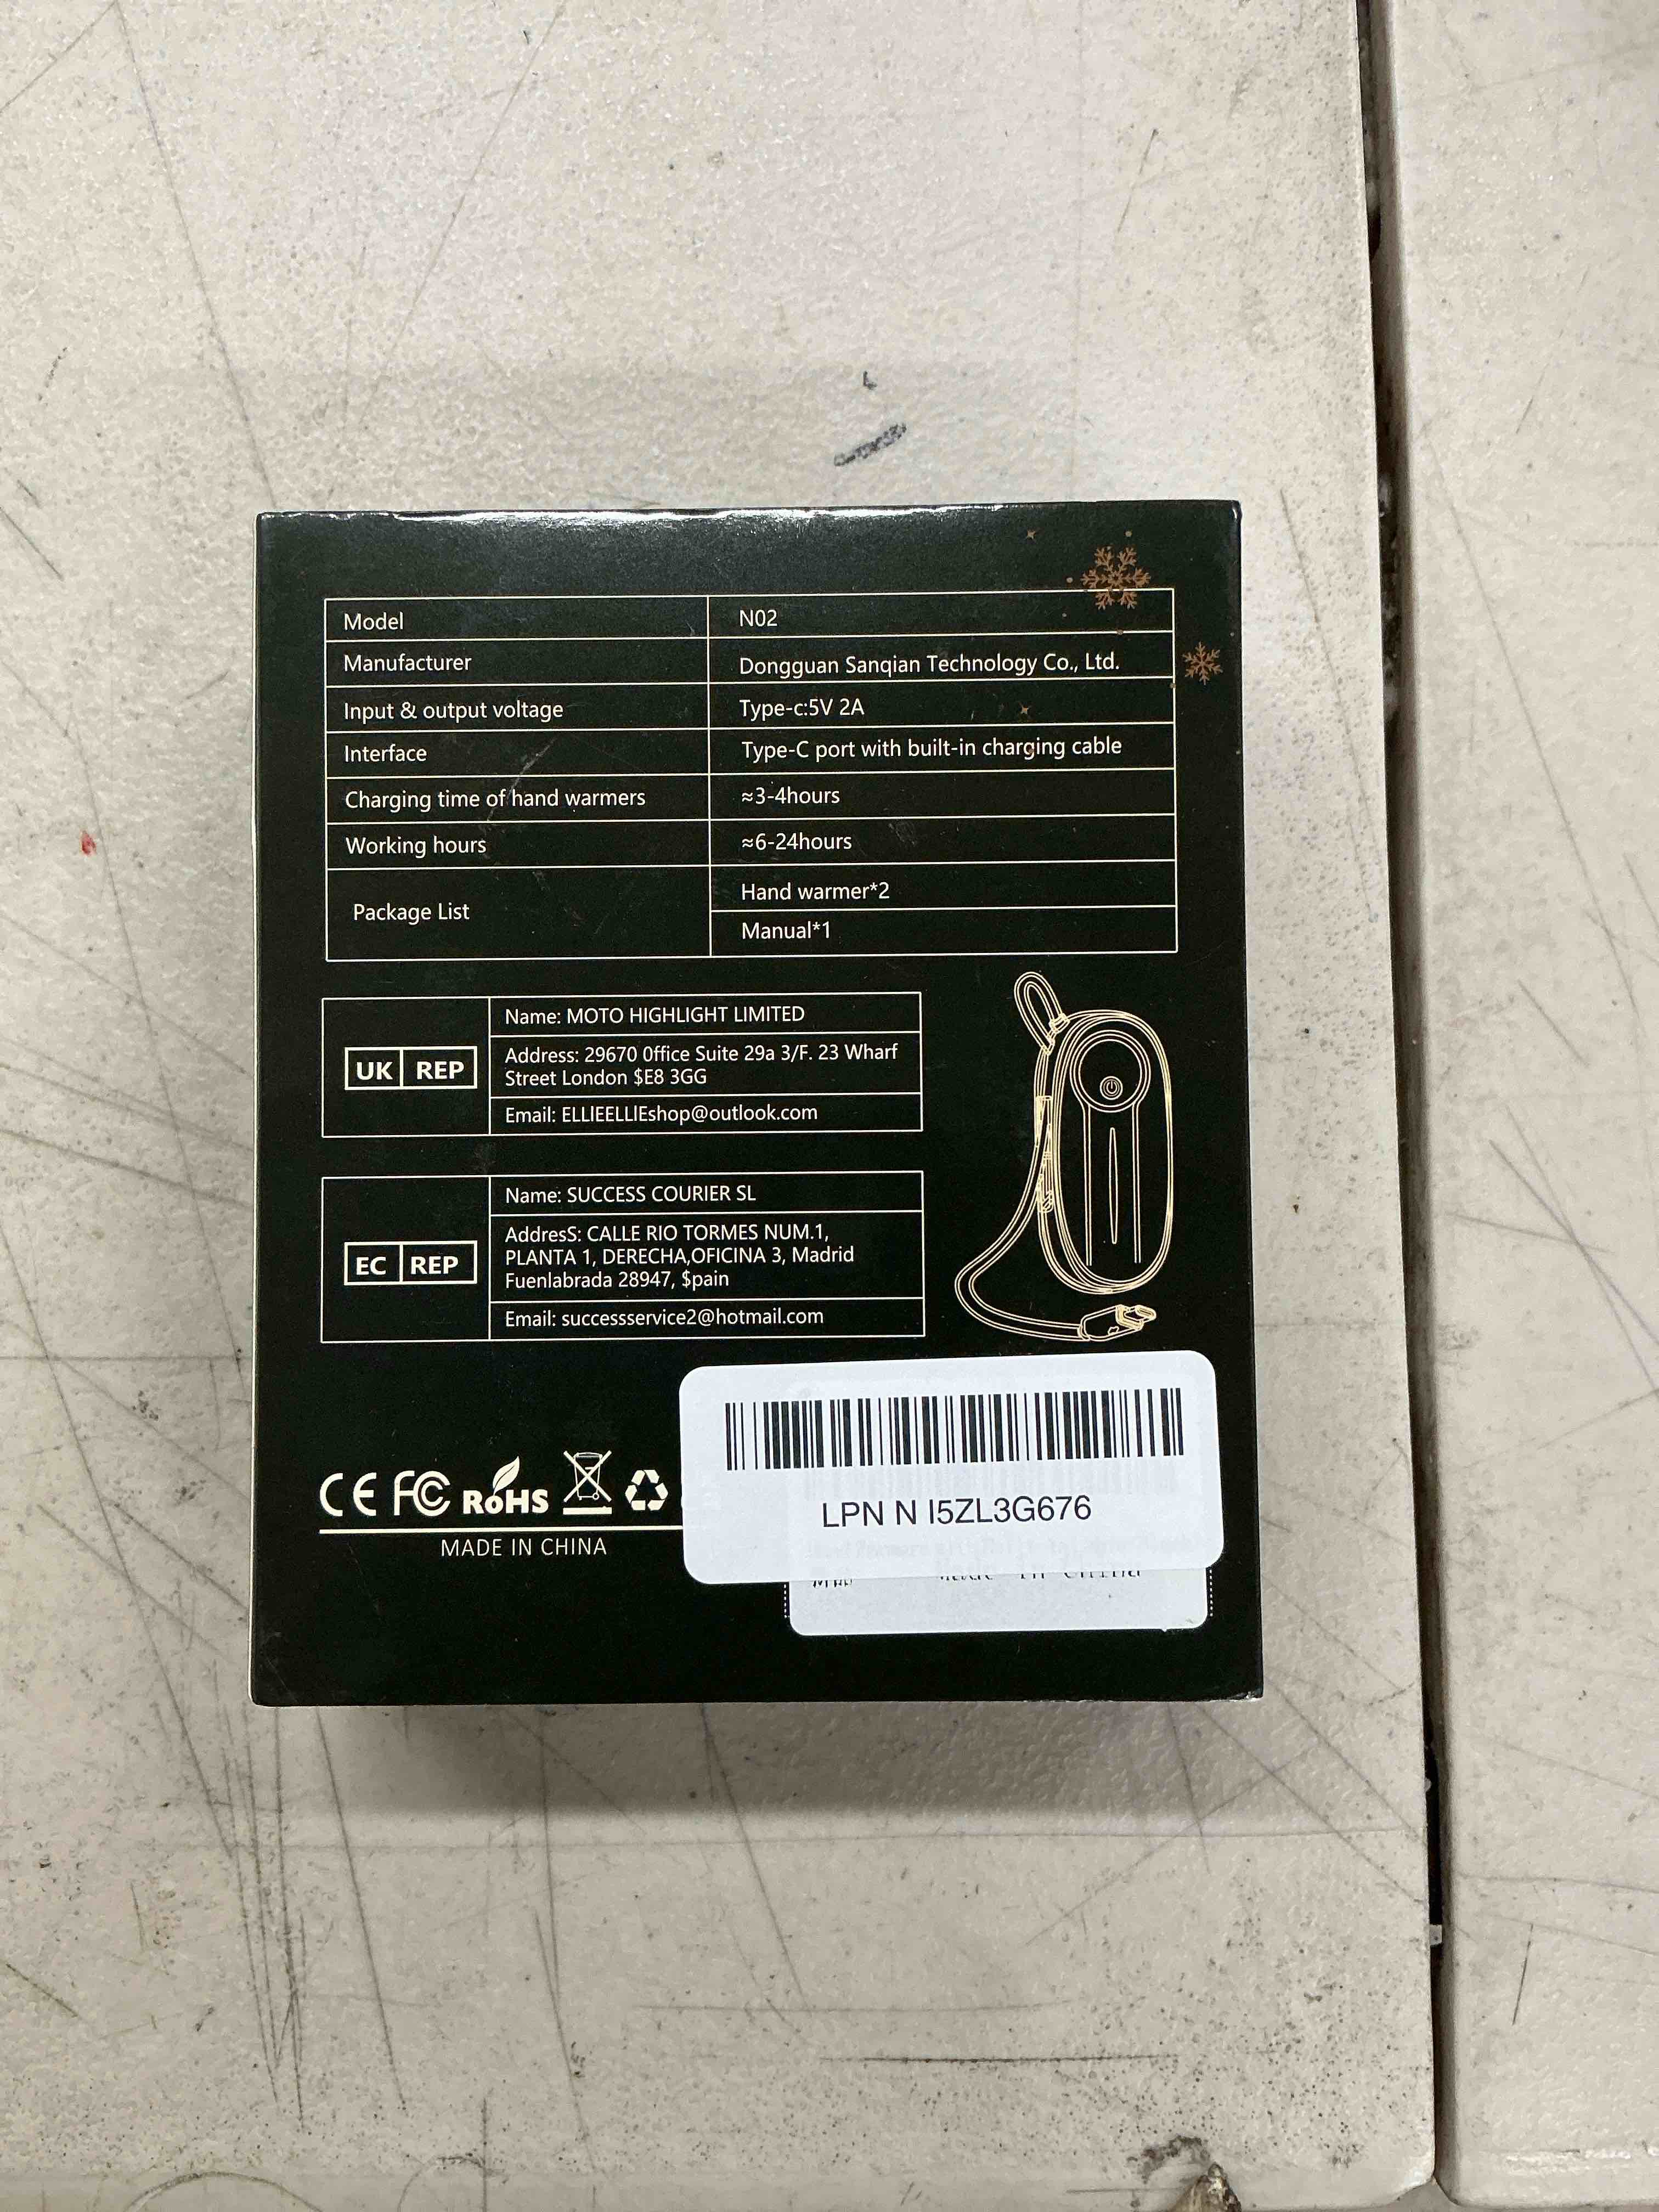 Model N02
Manufacturer Dongguan Sanqian Technology Co., Ltd.
Input & output voltage Type-c:5V 2A
Interface Type-C port with built-in charging cable
Charging time of hand warmers ≈3-4hours
Working hours ≈6-24hours
Package List Hand warmer*2
Manual*1
UK REP
Name: MOTO HIGHLIGHT LIMITED
Address: 29670 0ffice Suite 29a 3/F. 23 Wharf
Street London $E8 3GG
Email: ELLIEELLIEshop@outlook.com
EC REP
Name: SUCCESS COURIER SL
AddresS: CALLE RIO TORMES NUM.1,
PLANTA 1, DERECHA,OFICINA 3, Madrid
Fuenlabrada 28947, $pain
Email: successservice2@hotmail.com
CE FC RoHS
MADE IN CHINA
LPN N I5ZL3G676
Made in China